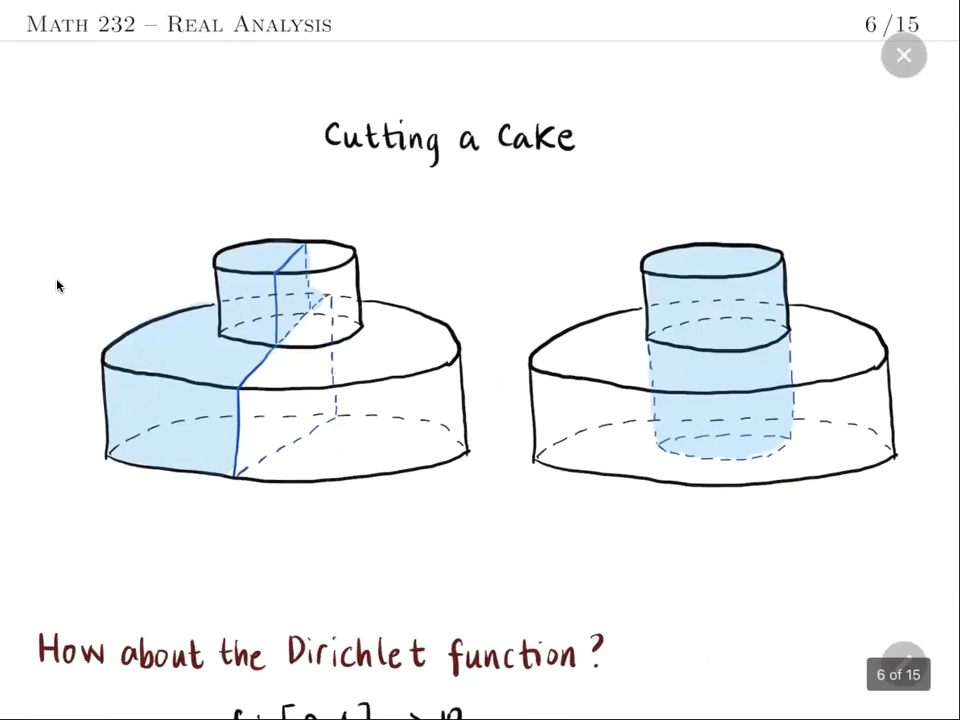 MATH 232 – REAL ANALYSIS
6 / 15
Cutting a Cake
How about the Dirichlet function?
6 of 15